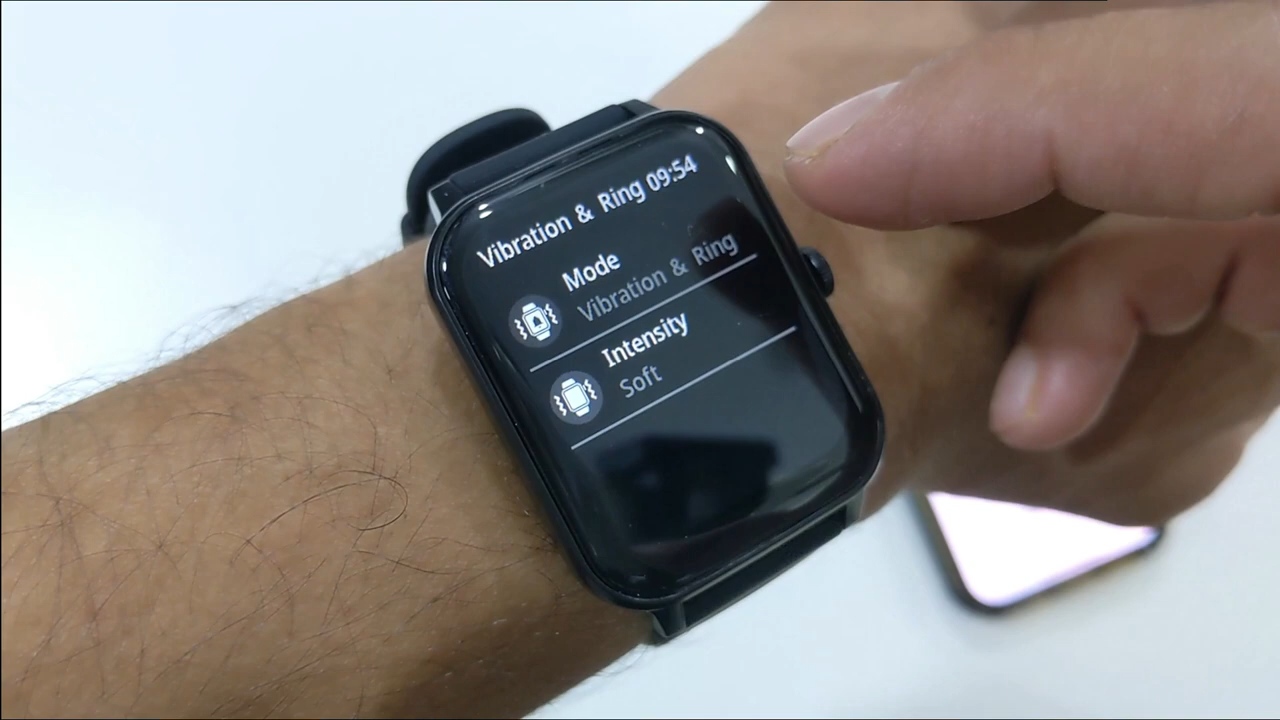 Vibration & Ring 09:54
Mode
Vibration & Ring
Intensity
Soft